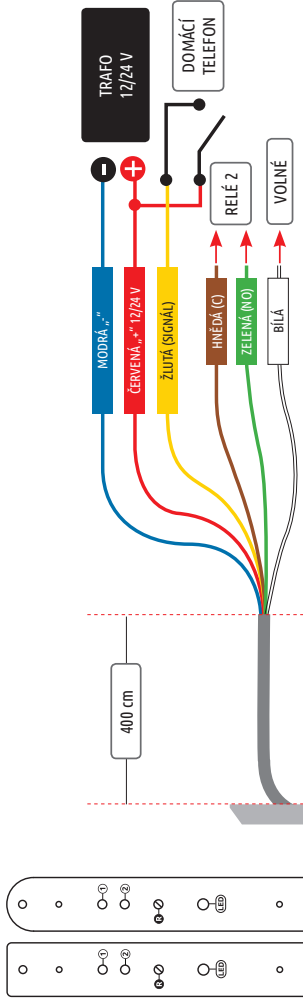 TRAFO
12/24 V
DOMÁCÍ
TELEFON
MODRÁ „-“
ČERVENÁ „+“ 12/24 V
ŽLUTÁ (SIGNÁL)
HNĚDÁ (C)
ZELENÁ (NO)
BÍLÁ
RELÉ 2
VOLNÉ
400 cm
1
2
R
LED
1
2
R
LED